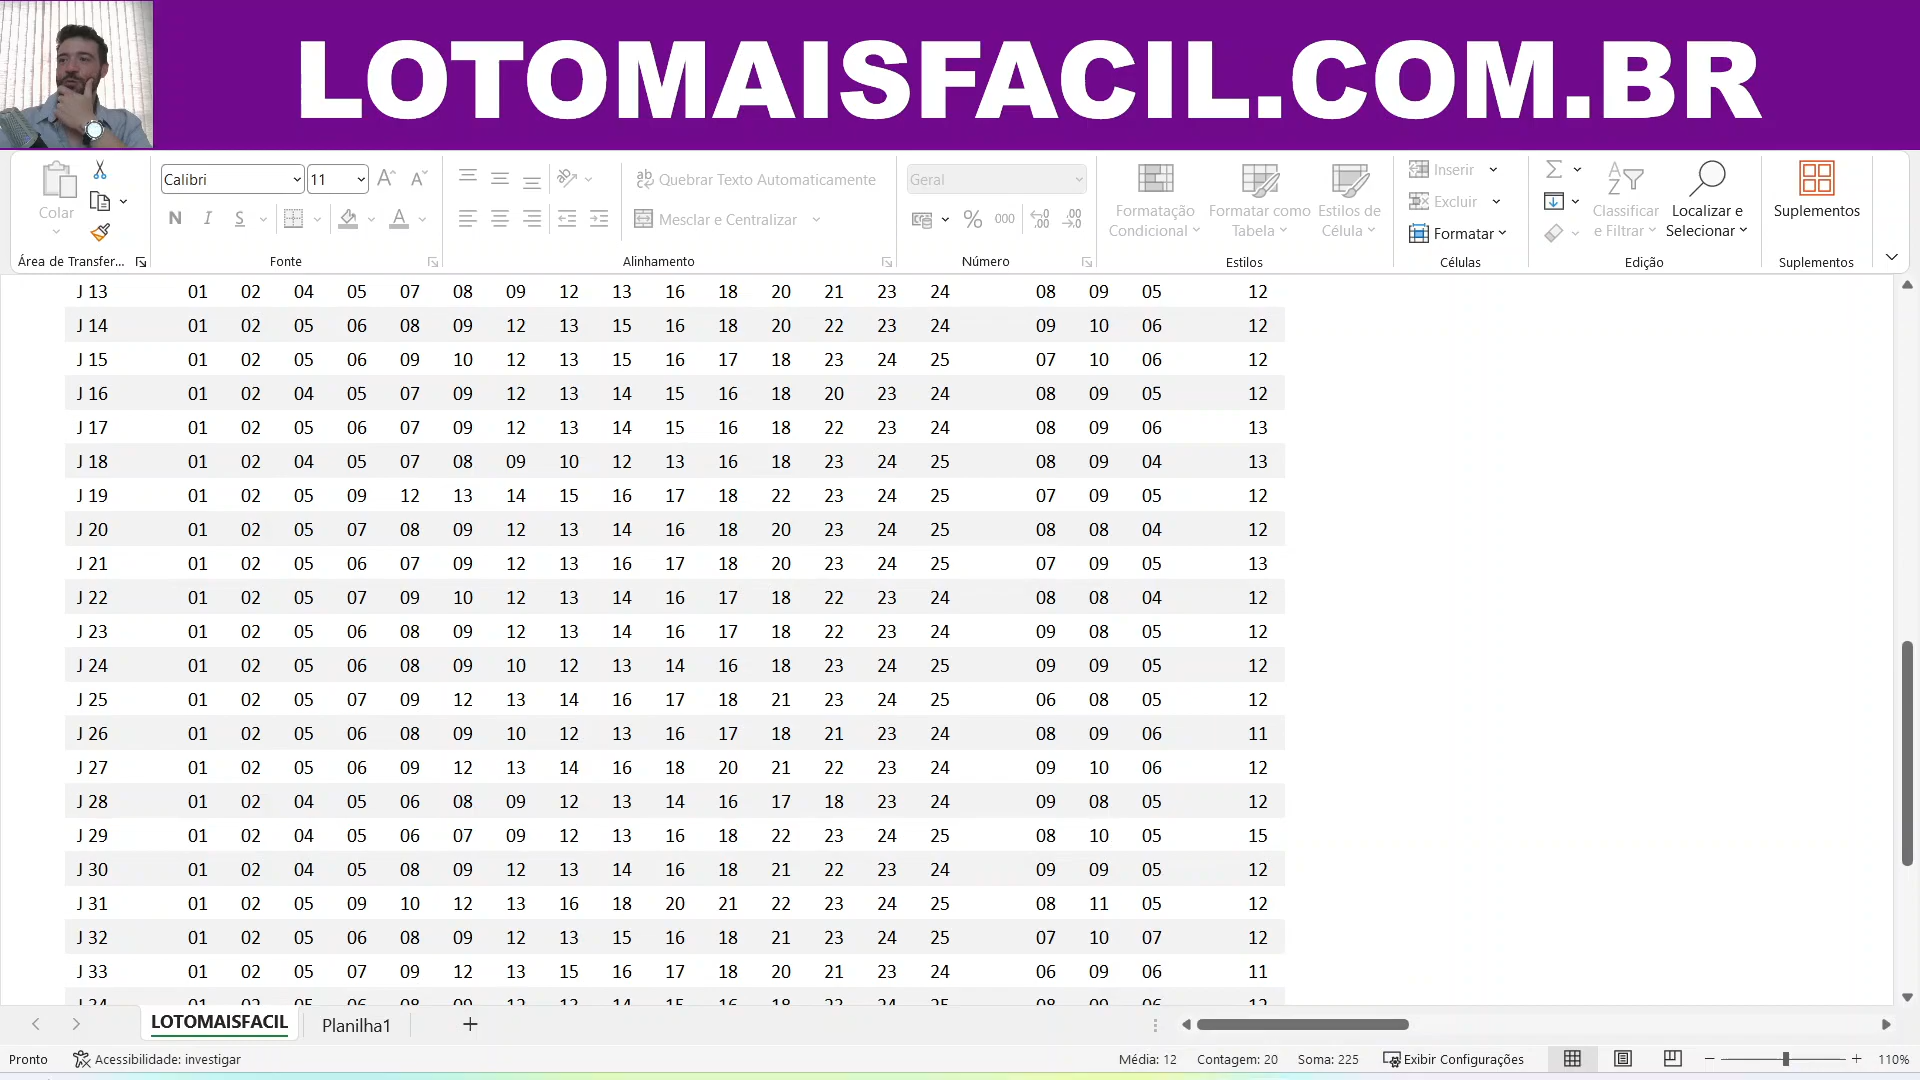 LOTOMAISFACIL.COM.BR
Colar
Área de Transfer...
Calibri 11
N I S A
Fonte
ab Quebrar Texto Automaticamente
Mesclar e Centralizar
Alinhamento
Geral
% 000 ,00 ,00
Número
Formatação Condicional
Formatar como Tabela
Estilos de Célula
Estilos
Inserir
Excluir
Formatar
Células
Classificar e Filtrar
Localizar e Selecionar
Edição
Suplementos
Suplementos
J 13 01 02 04 05 07 08 09 12 13 16 18 20 21 23 24 08 09 05 12
J 14 01 02 05 06 08 09 12 13 15 16 18 20 22 23 24 09 10 06 12
J 15 01 02 05 06 09 10 12 13 15 16 17 18 23 24 25 07 10 06 12
J 16 01 02 04 05 07 09 12 13 14 15 16 18 20 23 24 08 09 05 12
J 17 01 02 05 06 07 09 12 13 14 15 16 18 22 23 24 08 09 06 13
J 18 01 02 04 05 07 08 09 10 12 13 16 18 23 24 25 08 09 04 13
J 19 01 02 05 09 12 13 14 15 16 17 18 22 23 24 25 07 09 05 12
J 20 01 02 05 07 08 09 12 13 14 16 18 20 23 24 25 08 08 04 12
J 21 01 02 05 06 07 09 12 13 16 17 18 20 23 24 25 07 09 05 13
J 22 01 02 05 07 09 10 12 13 14 16 17 18 22 23 24 08 08 04 12
J 23 01 02 05 06 08 09 12 13 14 16 17 18 22 23 24 09 08 05 12
J 24 01 02 05 06 08 09 10 12 13 14 16 18 23 24 25 09 09 05 12
J 25 01 02 05 07 09 12 13 14 16 17 18 21 23 24 25 06 08 05 12
J 26 01 02 05 06 08 09 10 12 13 16 17 18 21 23 24 08 09 06 11
J 27 01 02 05 06 09 12 13 14 16 18 20 21 22 23 24 09 10 06 12
J 28 01 02 04 05 06 08 09 12 13 14 16 17 18 23 24 09 08 05 12
J 29 01 02 04 05 06 07 09 12 13 16 18 22 23 24 25 08 10 05 15
J 30 01 02 04 05 08 09 12 13 14 16 18 21 22 23 24 09 09 05 12
J 31 01 02 05 09 10 12 13 16 18 20 21 22 23 24 25 08 11 05 12
J 32 01 02 05 06 08 09 12 13 15 16 18 21 23 24 25 07 10 07 12
J 33 01 02 05 07 09 12 13 15 16 17 18 20 21 23 24 06 09 06 11
LOTOMAISFACIL Planilha1
Pronto Acessibilidade: investigar Média: 12 Contagem: 20 Soma: 225 Exibir Configurações 110%